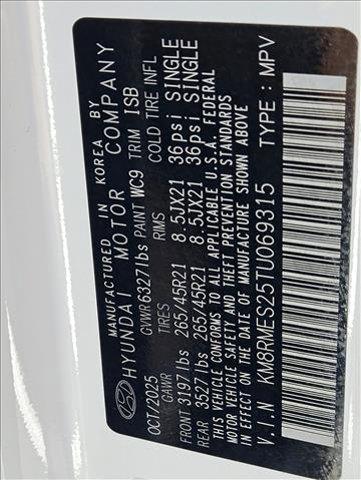 MANUFACTURED IN KOREA BY
HYUNDAI MOTOR COMPANY
OCT/2025 GVWR 6327lbs PAINT WC9 TRIM ISB
GAWR TIRES RIMS COLD TIRE INFL
FRONT 3197lbs 265/45R21 8.5JX21 36psi SINGLE
REAR 3527lbs 265/45R21 8.5JX21 36psi SINGLE
THIS VEHICLE CONFORMS TO ALL APPLICABLE U.S.A. FEDERAL
MOTOR VEHICLE SAFETY BUMPER, AND THEFT PREVENTION STANDARDS
IN EFFECT ON THE DATE OF MANUFACTURE SHOWN ABOVE
V.I.N KM8RMES25TU069315 TYPE : MPV